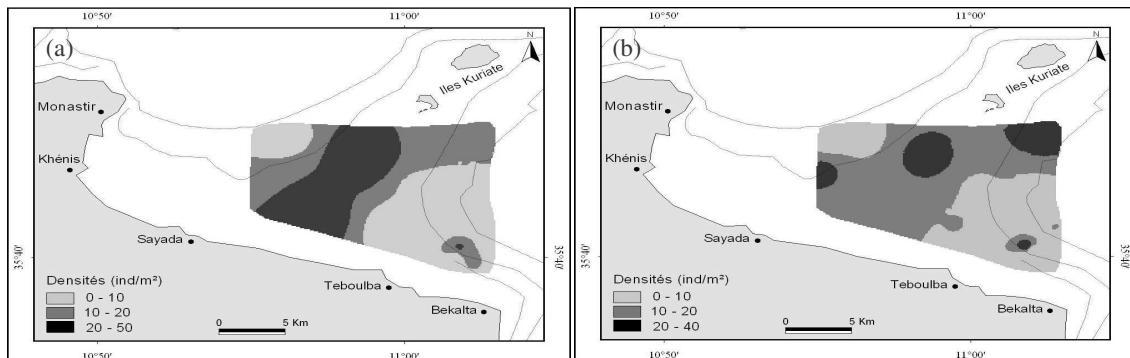 10°50'
11°00'
(a)
N
Iles Kuriate
Monastir
Khénis
Sayada
35°40'
35°40'
Densités (ind/m²)
0 - 10
10 - 20
20 - 50
0
5 Km
Teboulba
Bekalta
10°50'
11°00'
10°50'
11°00'
(b)
N
Iles Kuriate
Monastir
Khénis
Sayada
35°40'
35°40'
Densités (ind/m²)
0 - 10
10 - 20
20 - 40
0
5 Km
Teboulba
Bekalta
10°50'
11°00'